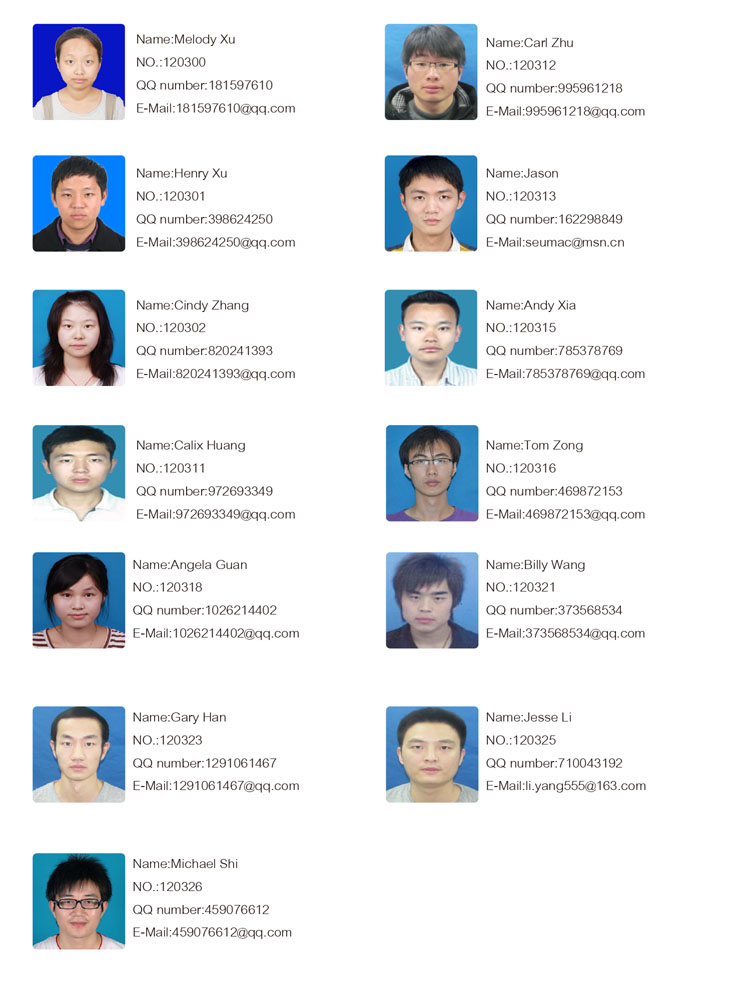 Name:Melody Xu
NO.:120300
QQ number:181597610
E-Mail:181597610@qq.com
Name:Carl Zhu
NO.:120312
QQ number:995961218
E-Mail:995961218@qq.com
Name:Henry Xu
NO.:120301
QQ number:398624250
E-Mail:398624250@qq.com
Name:Jason
NO.:120313
QQ number:162298849
E-Mail:seumac@msn.cn
Name:Cindy Zhang
NO.:120302
QQ number:820241393
E-Mail:820241393@qq.com
Name:Andy Xia
NO.:120315
QQ number:785378769
E-Mail:785378769@qq.com
Name:Calix Huang
NO.:120311
QQ number:972693349
E-Mail:972693349@qq.com
Name:Tom Zong
NO.:120316
QQ number:469872153
E-Mail:469872153@qq.com
Name:Angela Guan
NO.:120318
QQ number:1026214402
E-Mail:1026214402@qq.com
Name:Billy Wang
NO.:120321
QQ number:373568534
E-Mail:373568534@qq.com
Name:Gary Han
NO.:120323
QQ number:1291061467
E-Mail:1291061467@qq.com
Name:Jesse Li
NO.:120325
QQ number:710043192
E-Mail:li.yang555@163.com
Name:Michael Shi
NO.:120326
QQ number:459076612
E-Mail:459076612@qq.com